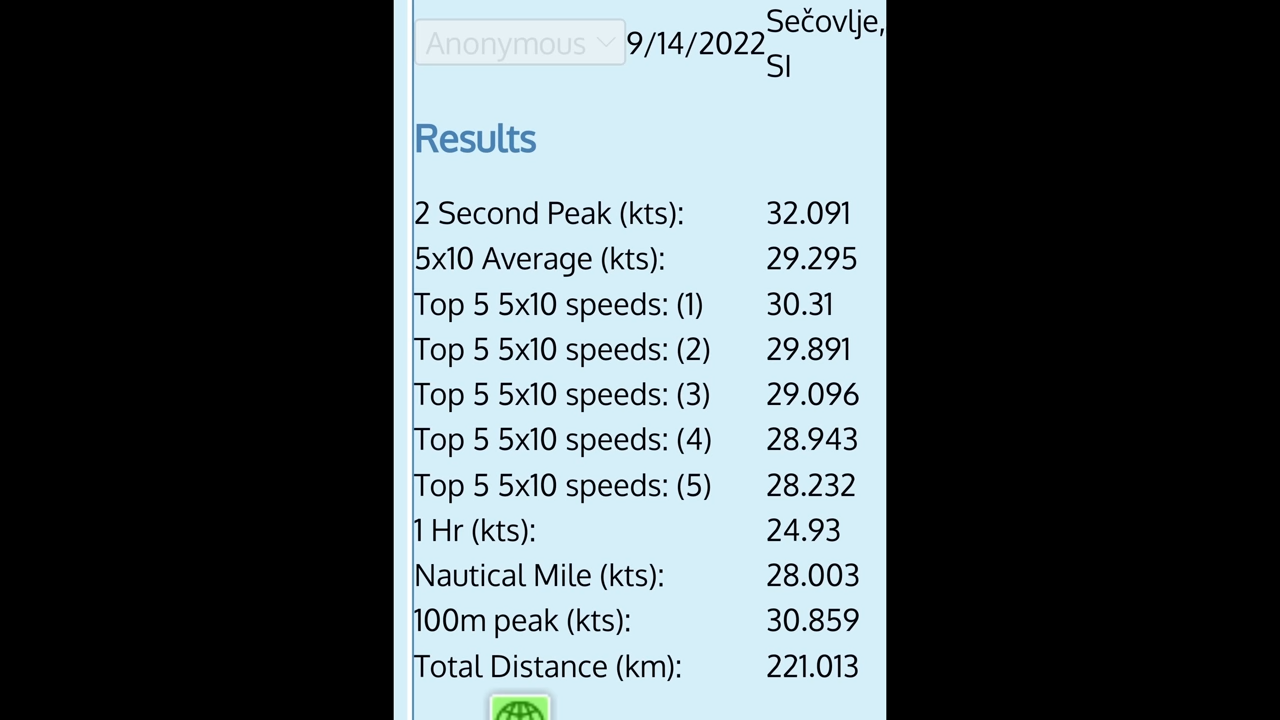 Anonymous 9/14/2022 Sečovlje,
SI
Results
2 Second Peak (kts): 32.091
5x10 Average (kts): 29.295
Top 5 5x10 speeds: (1) 30.31
Top 5 5x10 speeds: (2) 29.891
Top 5 5x10 speeds: (3) 29.096
Top 5 5x10 speeds: (4) 28.943
Top 5 5x10 speeds: (5) 28.232
1 Hr (kts): 24.93
Nautical Mile (kts): 28.003
100m peak (kts): 30.859
Total Distance (km): 221.013